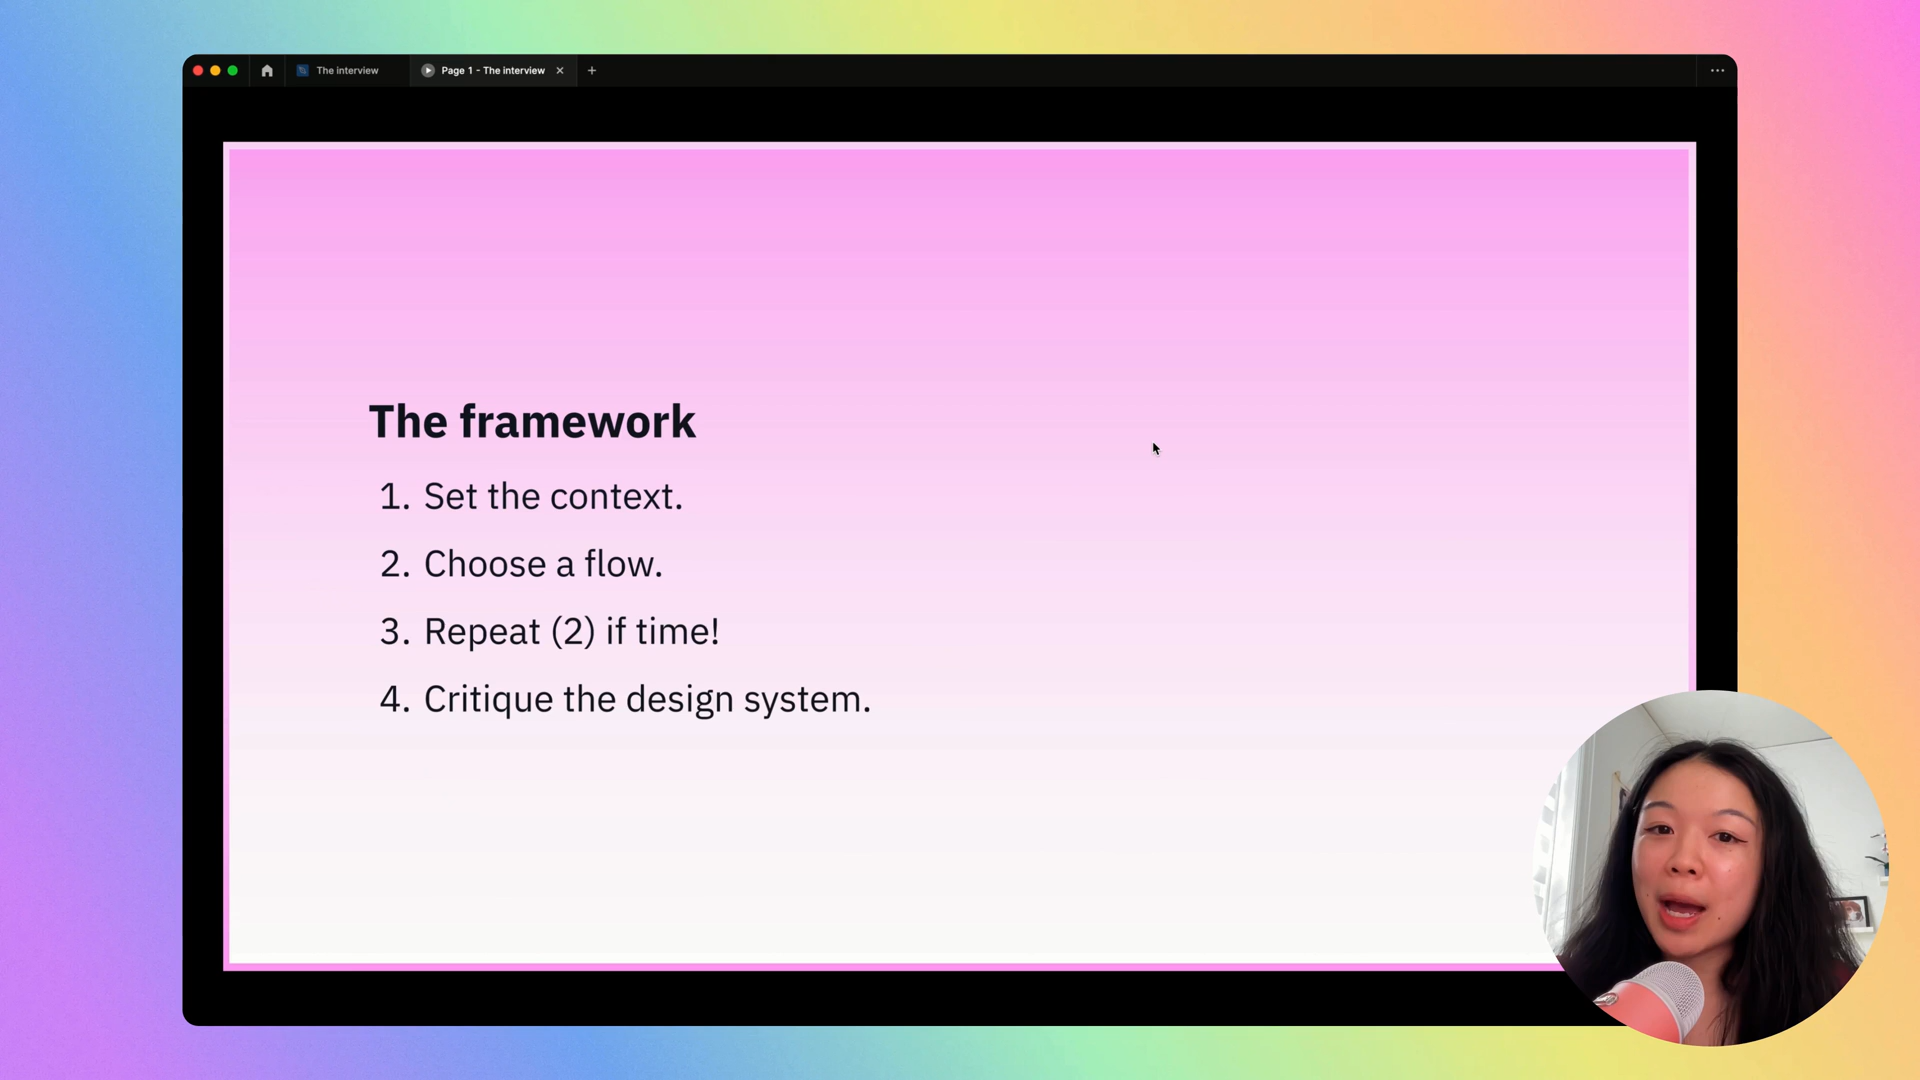 The interview
Page 1 - The interview
The framework
1. Set the context.
2. Choose a flow.
3. Repeat (2) if time!
4. Critique the design system.